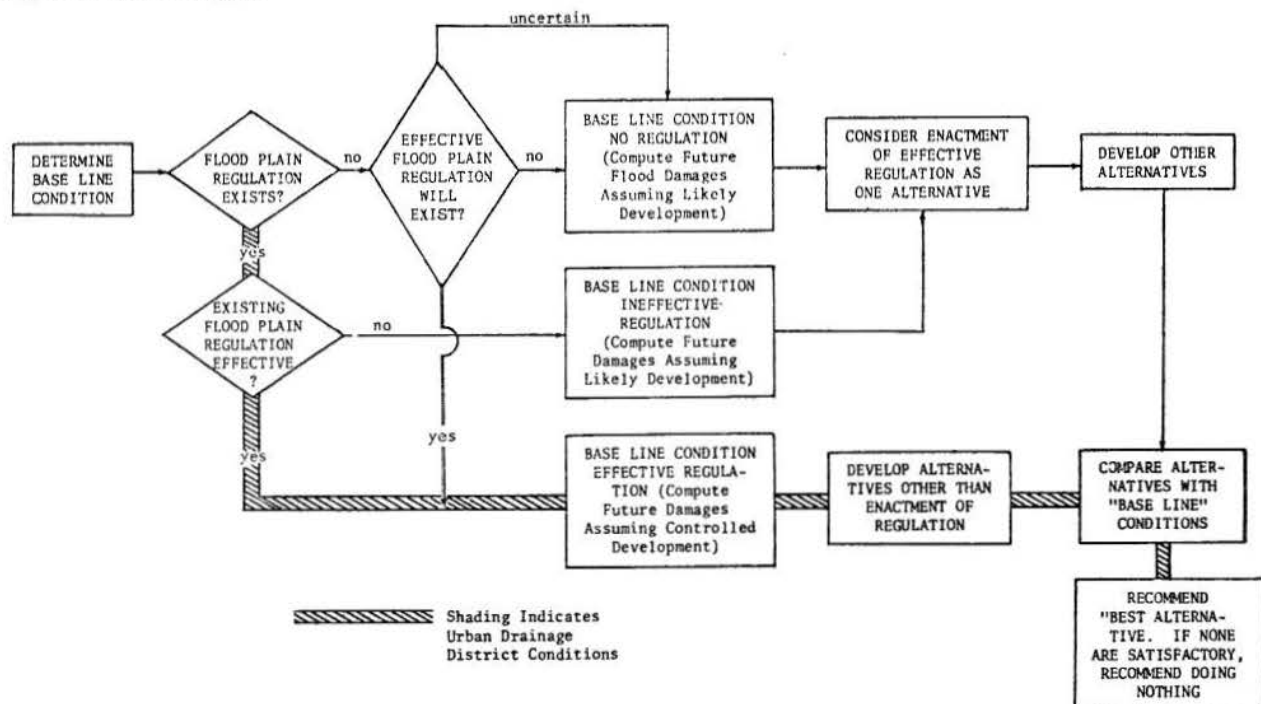 uncertain
DETERMINE
BASE LINE
CONDITION
FLOOD PLAIN
REGULATION
EXISTS?
no
EFFECTIVE
FLOOD PLAIN
REGULATION
WILL
EXIST?
no
BASE LINE CONDITION
NO REGULATION
(Compute Future
Flood Damages
Assuming Likely
Development)
CONSIDER ENACTMENT
OF EFFECTIVE
REGULATION AS
ONE ALTERNATIVE
DEVELOP OTHER
ALTERNATIVES
yes
EXISTING
FLOOD PLAIN
REGULATION
EFFECTIVE
?
no
BASE LINE CONDITION
INEFFECTIVE-
REGULATION
(Compute Future
Damages Assuming
Likely Development)
yes
yes
BASE LINE CONDITION
EFFECTIVE REGULA-
TION (Compute
Future Damages
Assuming Controlled
Development)
DEVELOP ALTERNA-
TIVES OTHER THAN
ENACTMENT OF
REGULATION
COMPARE ALTER-
NATIVES WITH
"BASE LINE"
CONDITIONS
RECOMMEND
"BEST ALTERNA-
TIVE. IF NONE
ARE SATISFACTORY,
RECOMMEND DOING
NOTHING
Shading Indicates
Urban Drainage
District Conditions